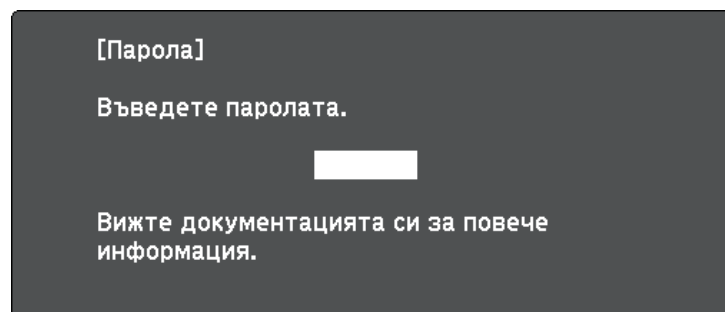 [Парола]
Въведете паролата.
Вижте документацията си за повече
информация.